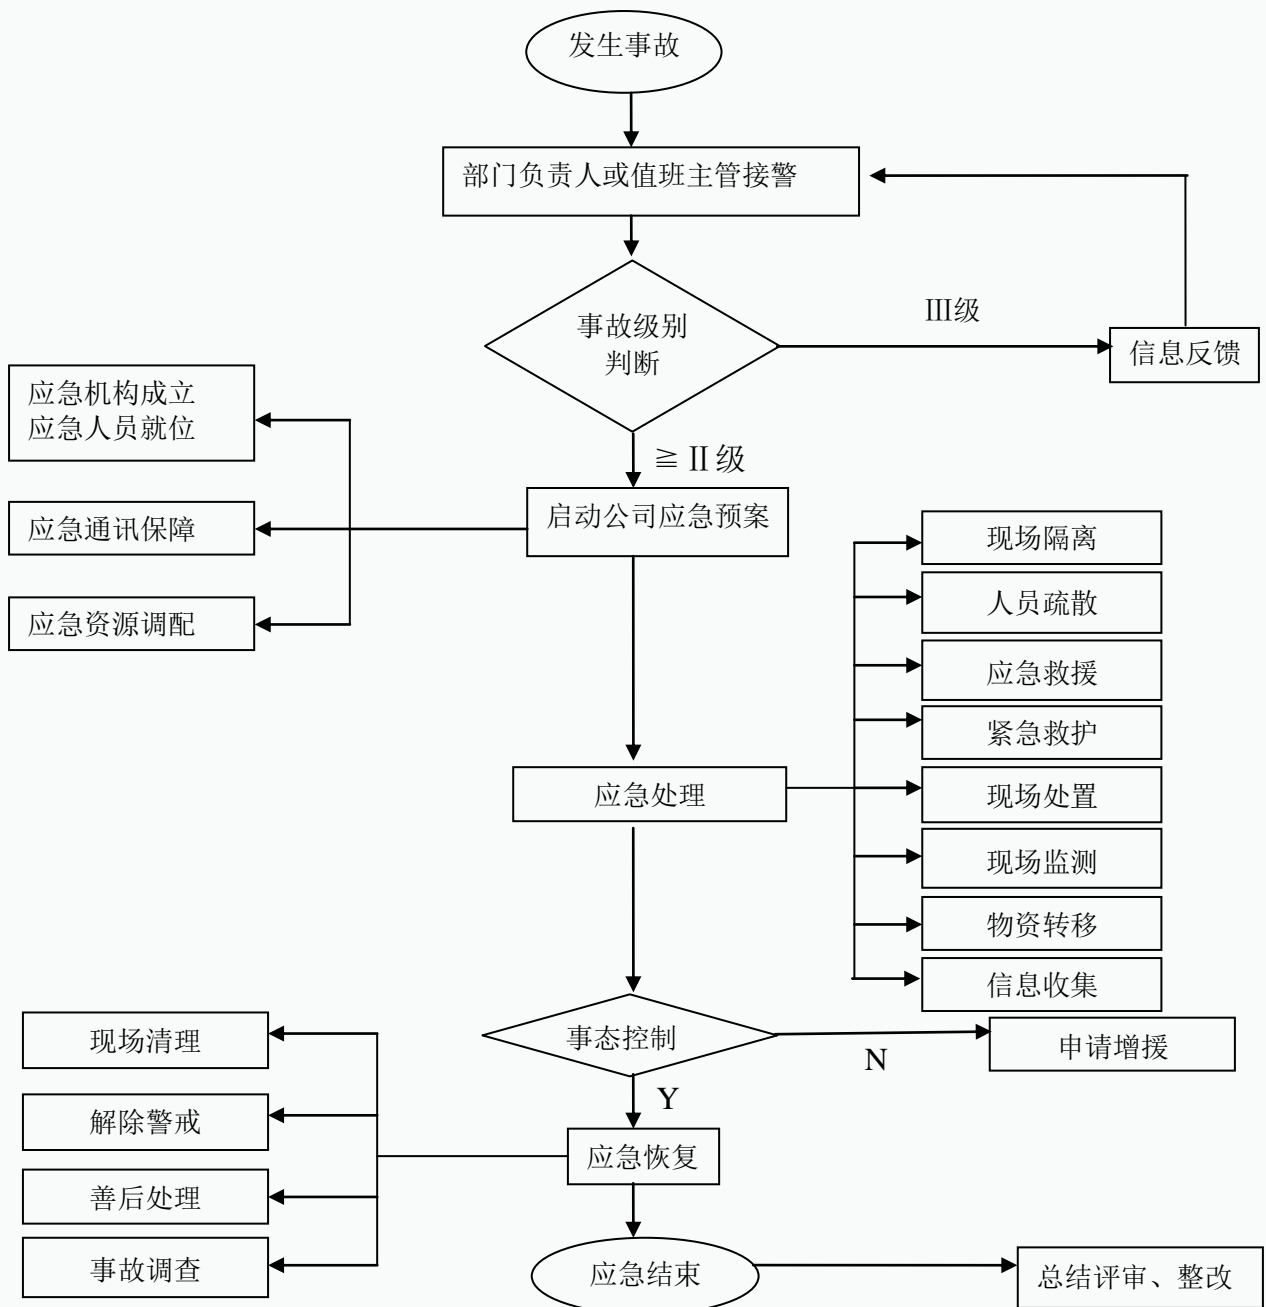 发生事故
部门负责人或值班主管接警
事故级别
判断
III级
信息反馈
应急机构成立
应急人员就位
≧ II 级
启动公司应急预案
应急通讯保障
应急资源调配
现场隔离
人员疏散
应急救援
紧急救护
应急处理
现场处置
现场监测
物资转移
信息收集
事态控制
N
申请增援
Y
现场清理
解除警戒
应急恢复
善后处理
事故调查
应急结束
总结评审、整改